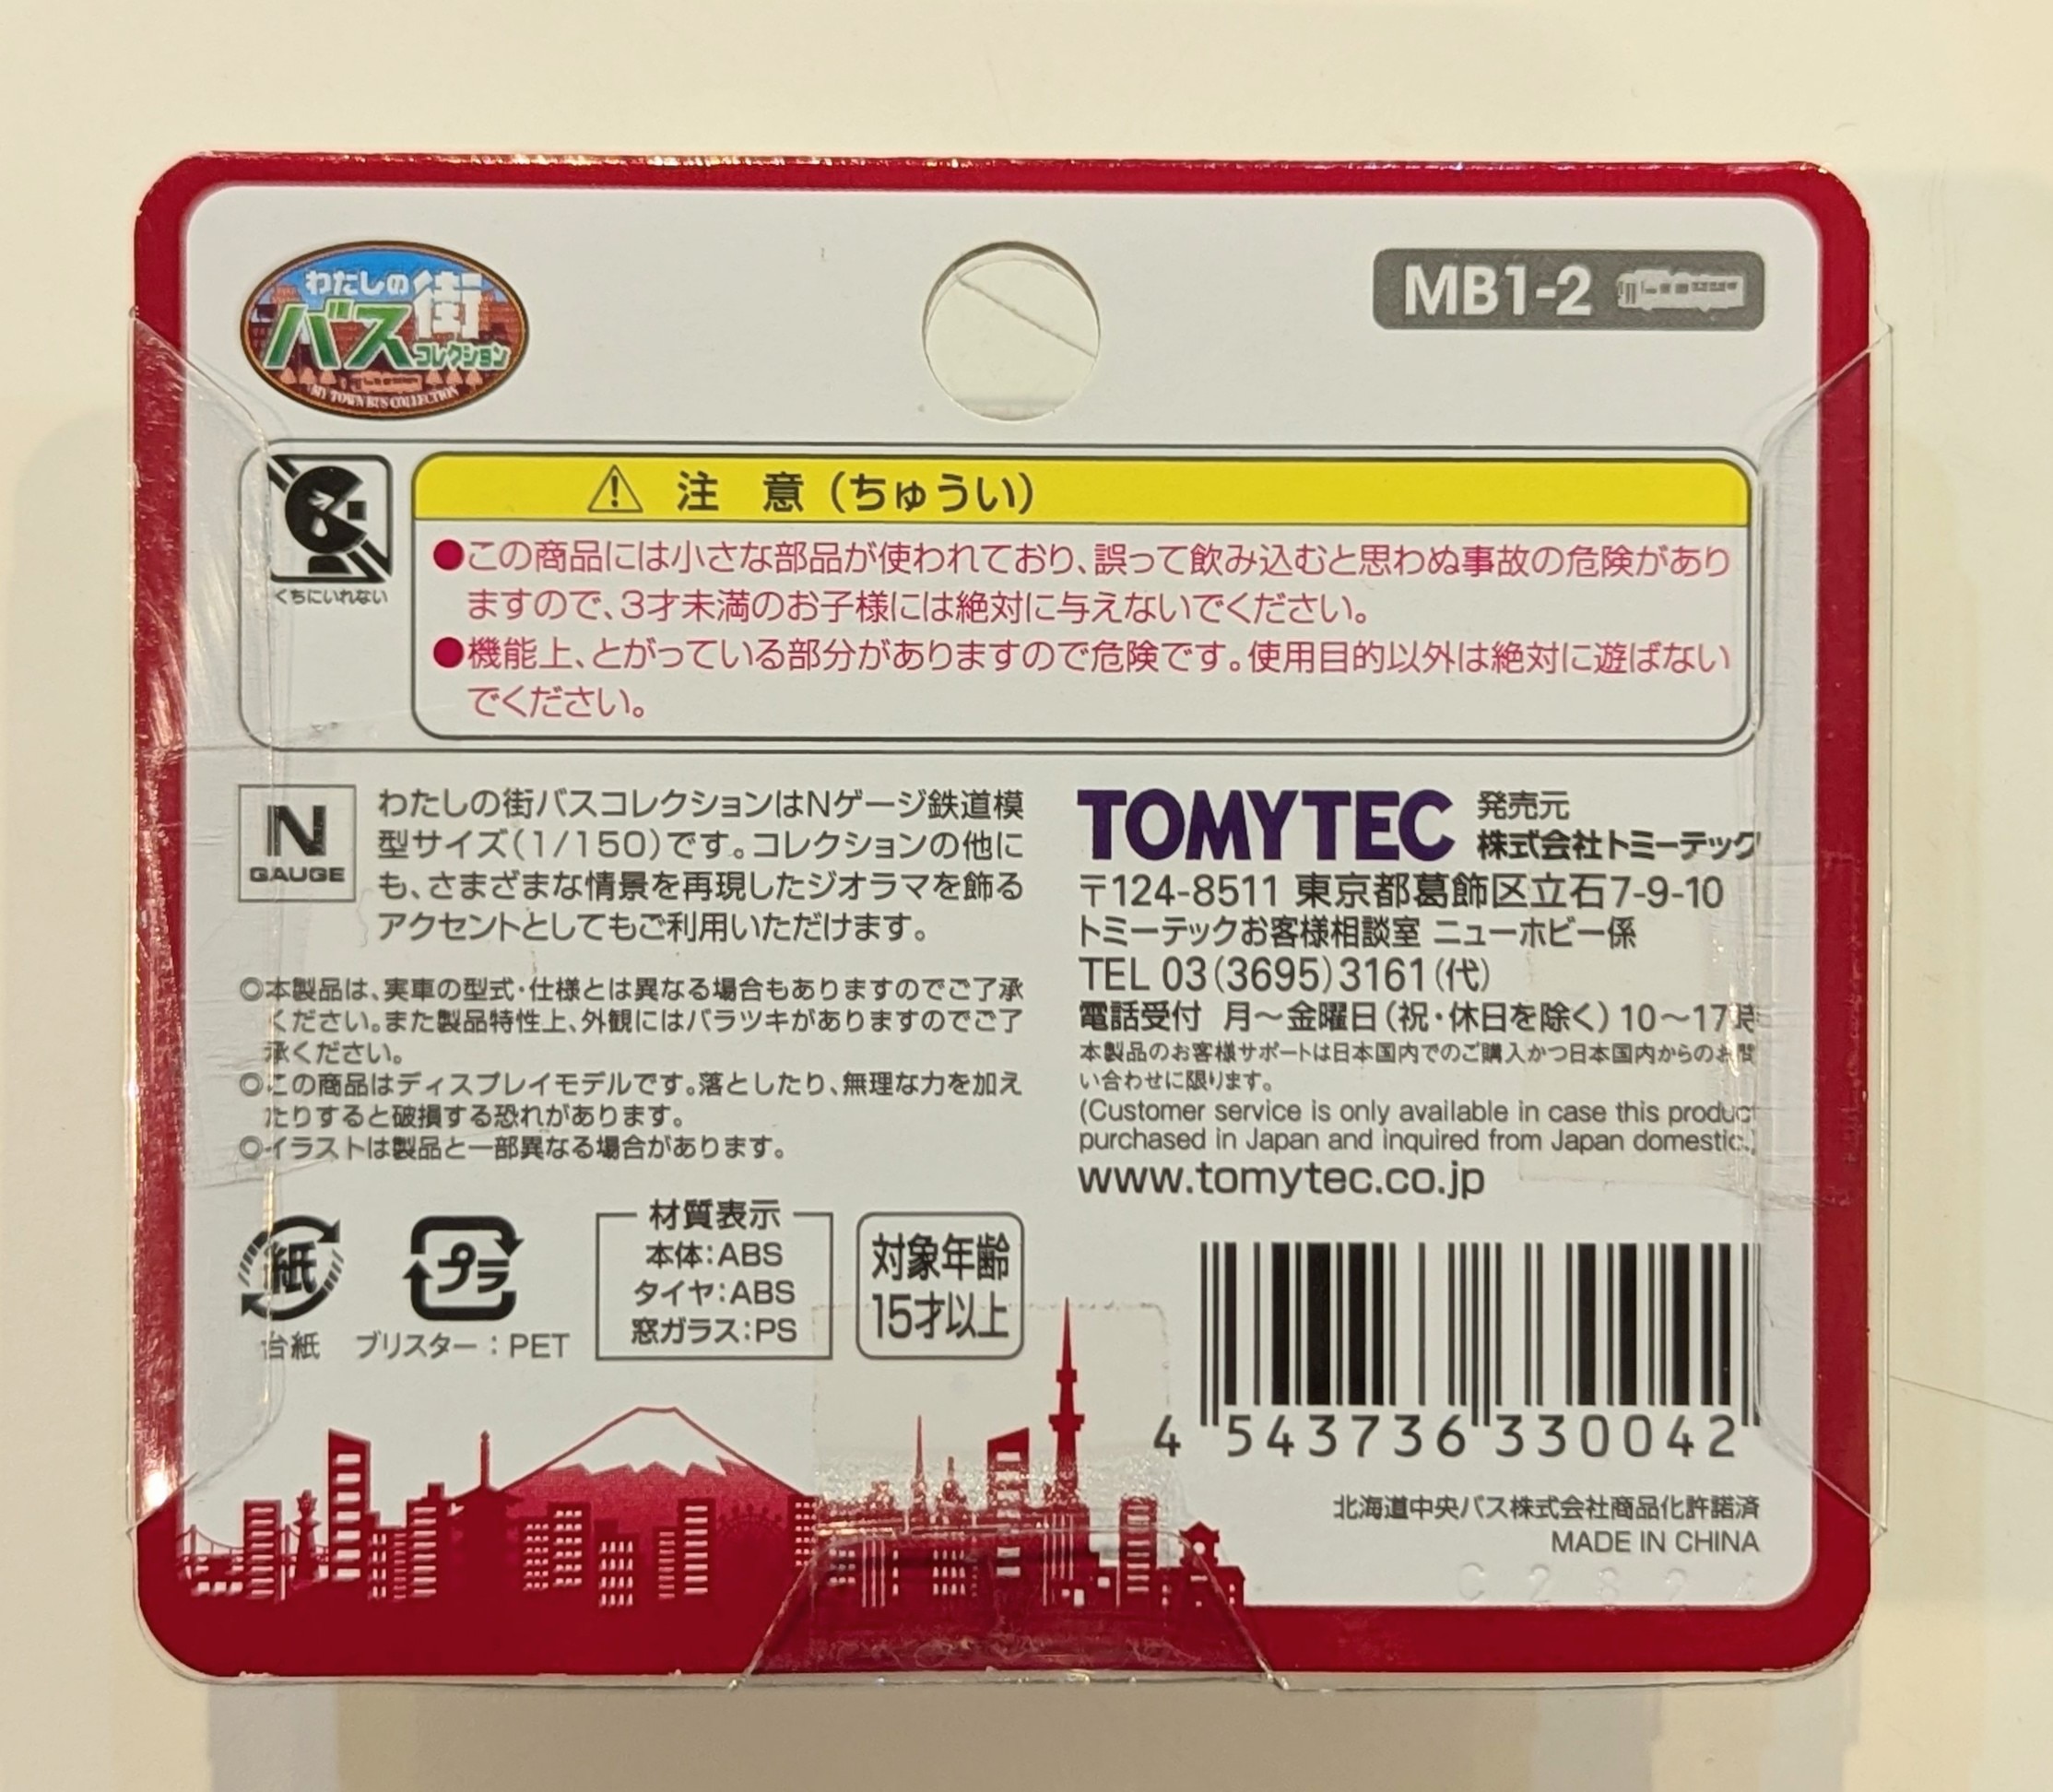 わたしの街
バスコレクション
MY TOWN BUS COLLECTION
MB1-2
くちにいれない
注 意（ちゅうい）
●この商品には小さな部品が使われており、誤って飲み込むと思わぬ事故の危険があり
ますので、3才未満のお子様には絶対に与えないでください。
●機能上、とがっている部分がありますので危険です。使用目的以外は絶対に遊ばない
でください。
N
GAUGE
わたしの街バスコレクションはNゲージ鉄道模
型サイズ(1/150)です。コレクションの他に
も、さまざまな情景を再現したジオラマを飾る
アクセントとしてもご利用いただけます。
◎本製品は、実車の型式・仕様とは異なる場合もありますのでご了承
ください。また製品特性上、外観にはバラツキがありますのでご了
承ください。
◎この商品はディスプレイモデルです。落としたり、無理な力を加え
たりすると破損する恐れがあります。
◎イラストは製品と一部異なる場合があります。
紙
台紙
プラ
ブリスター：PET
材質表示
本体：ABS
タイヤ：ABS
窓ガラス：PS
対象年齢
15才以上
TOMYTEC
発売元
株式会社トミーテック
〒124-8511 東京都葛飾区立石7-9-10
トミーテックお客様相談室 ニューホビー係
TEL 03(3695)3161(代)
電話受付 月〜金曜日(祝・休日を除く)10〜17時
本製品のお客様サポートは日本国内でのご購入かつ日本国内からのお問
い合わせに限ります。
(Customer service is only available in case this product
purchased in Japan and inquired from Japan domestic.)
www.tomytec.co.jp
4 543736 330042
北海道中央バス株式会社商品化許諾済
MADE IN CHINA